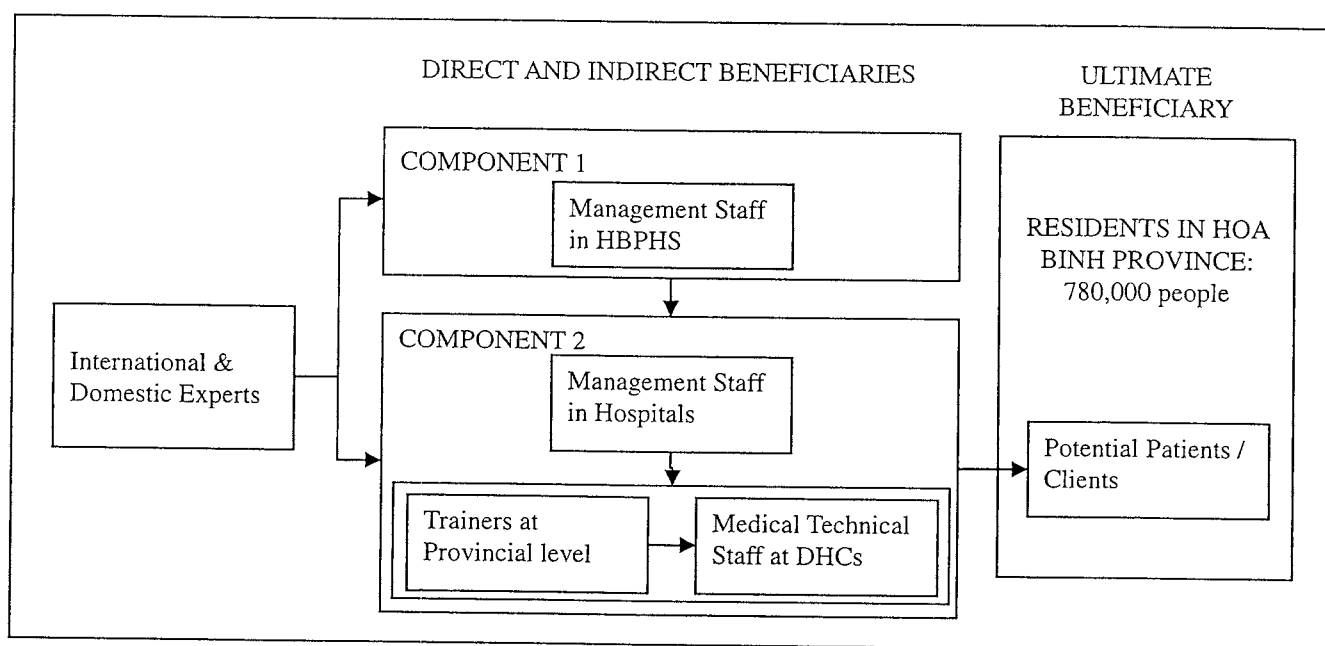 DIRECT AND INDIRECT BENEFICIARIES
ULTIMATE
BENEFICIARY
COMPONENT 1
Management Staff
in HBPHS
RESIDENTS IN HOA
BINH PROVINCE:
780,000 people
International &
Domestic Experts
COMPONENT 2
Management Staff
in Hospitals
Potential Patients /
Clients
Trainers at
Provincial level
Medical Technical
Staff at DHCs